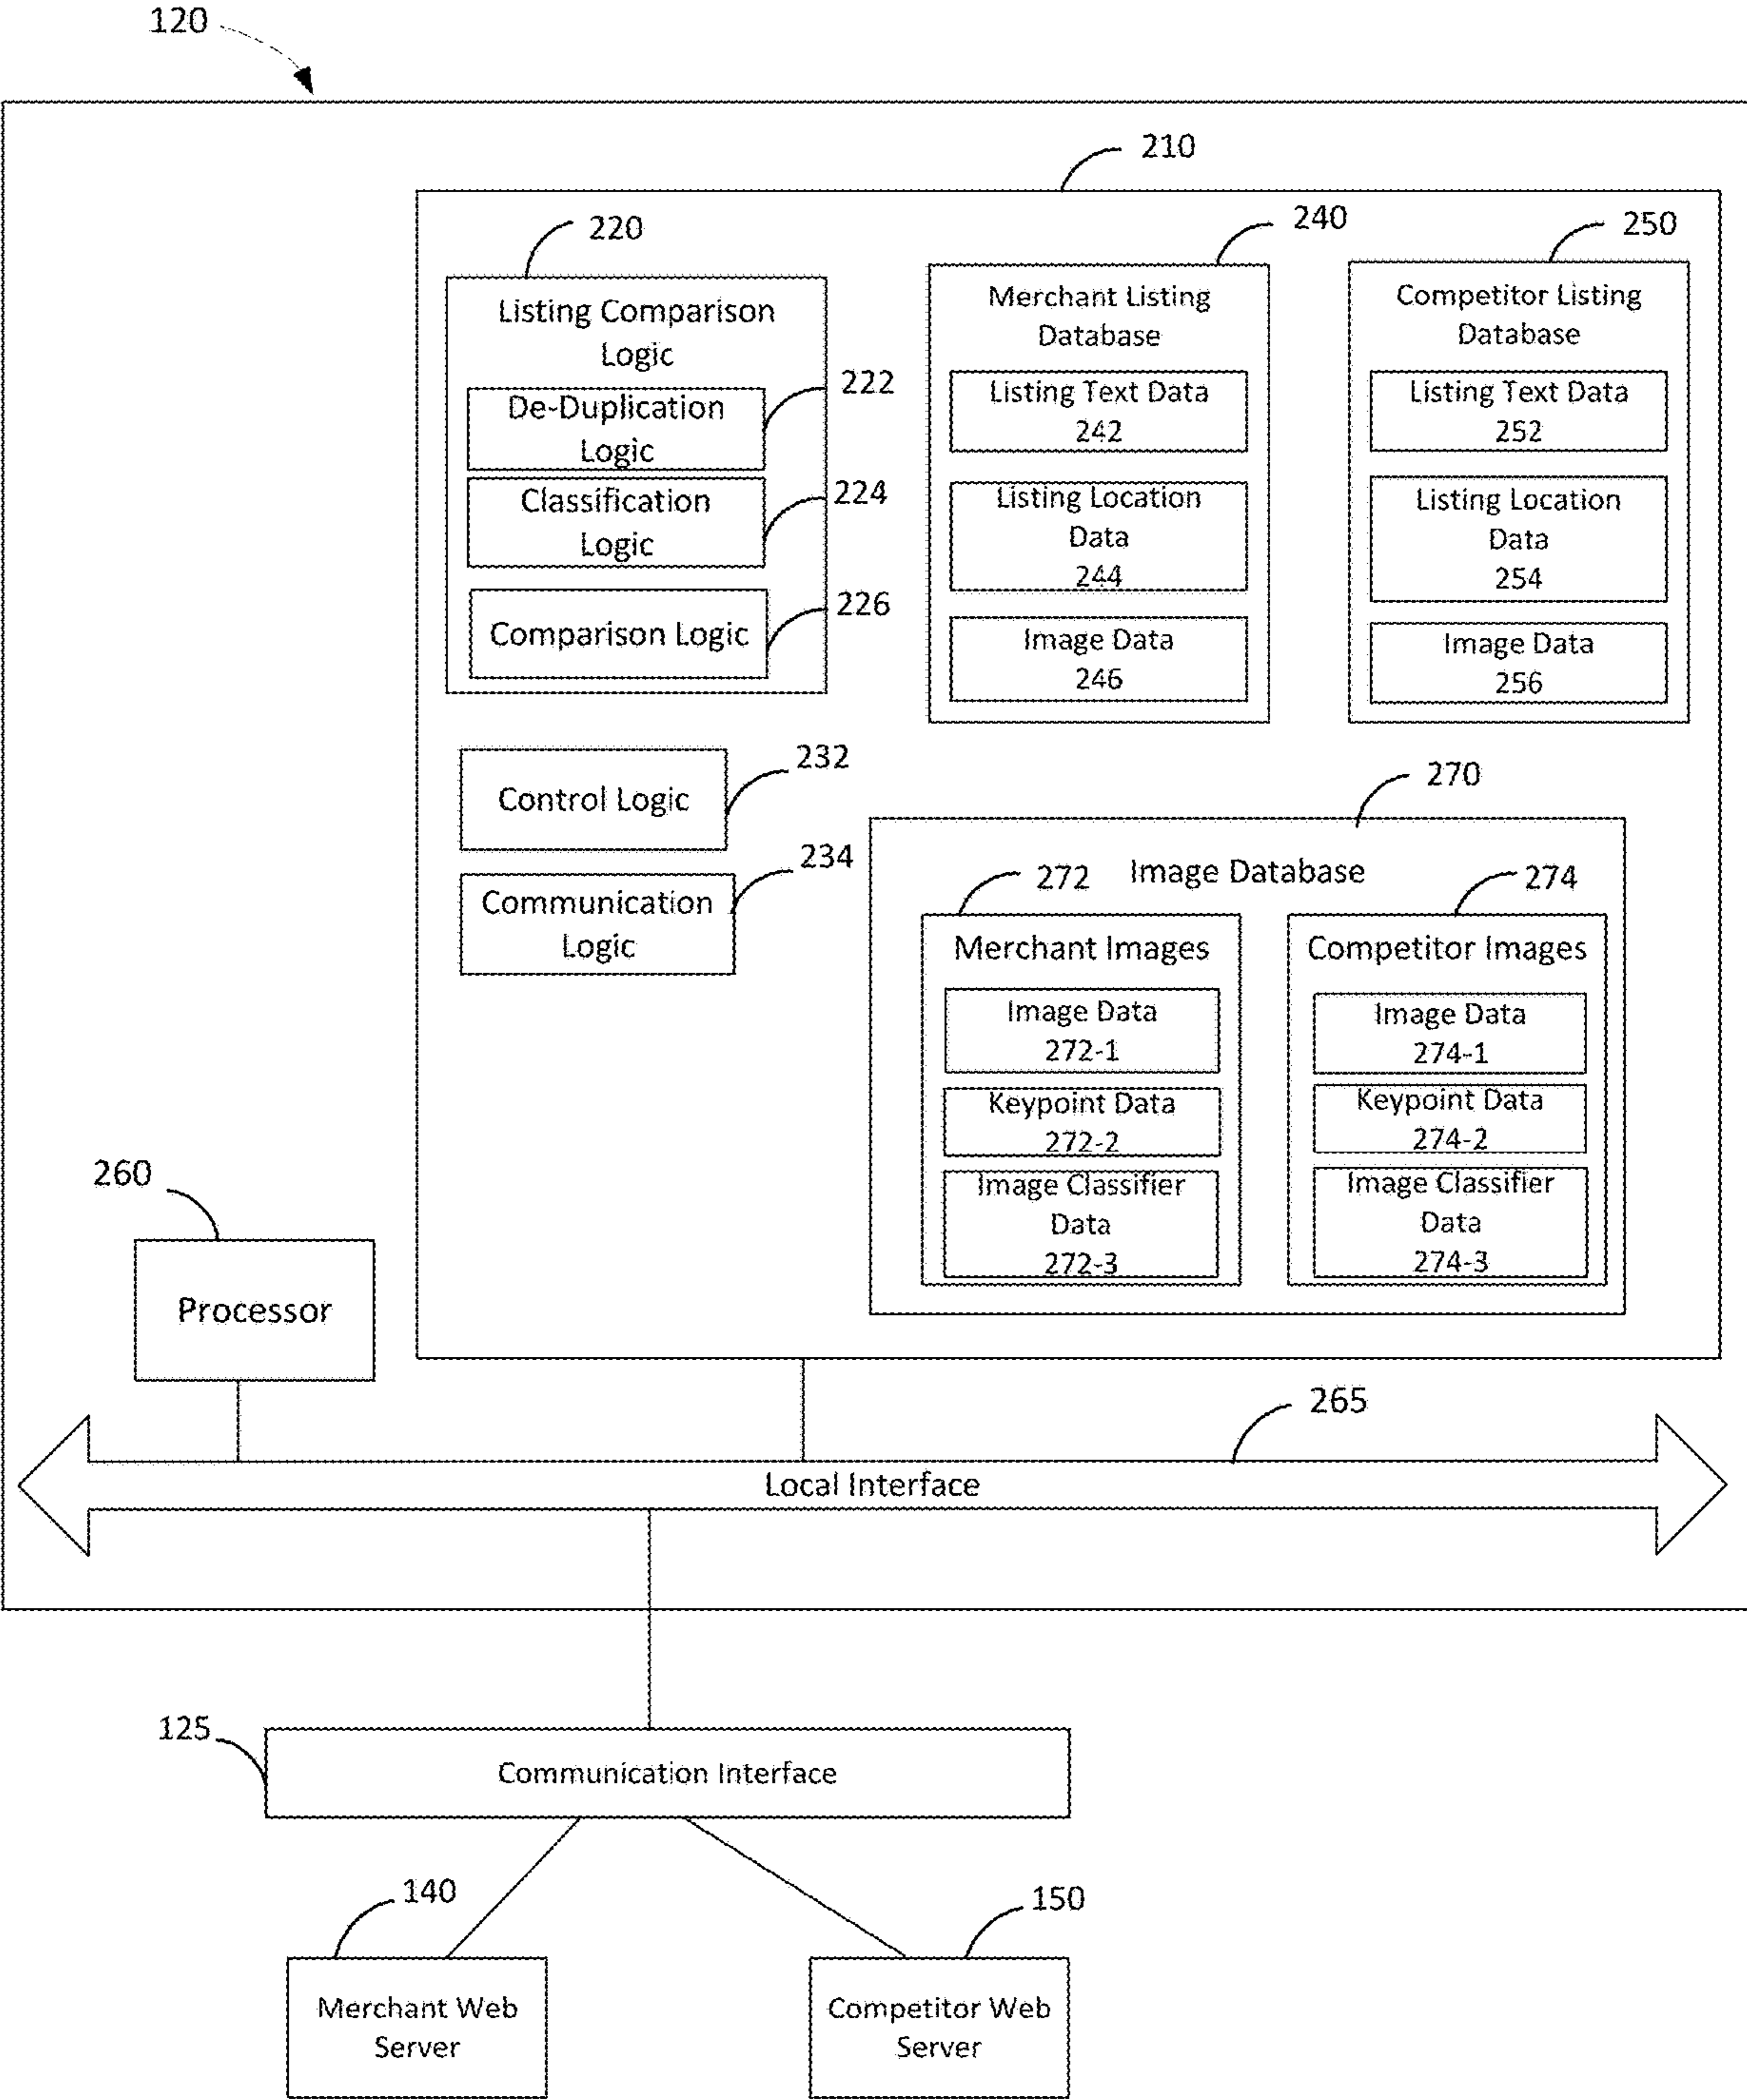 120
210
220
240
250
Listing Comparison
Logic
222
De-Duplication
Logic
224
Classification
Logic
226
Comparison Logic
Merchant Listing
Database
Listing Text Data
242
Listing Location
Data
244
Image Data
246
Competitor Listing
Database
Listing Text Data
252
Listing Location
Data
254
Image Data
256
232
Control Logic
234
Communication
Logic
270
Image Database
272
Merchant Images
Image Data
272-1
Keypoint Data
272-2
Image Classifier
Data
272-3
274
Competitor Images
Image Data
274-1
Keypoint Data
274-2
Image Classifier
Data
274-3
260
Processor
265
Local Interface
125
Communication Interface
140
Merchant Web
Server
150
Competitor Web
Server